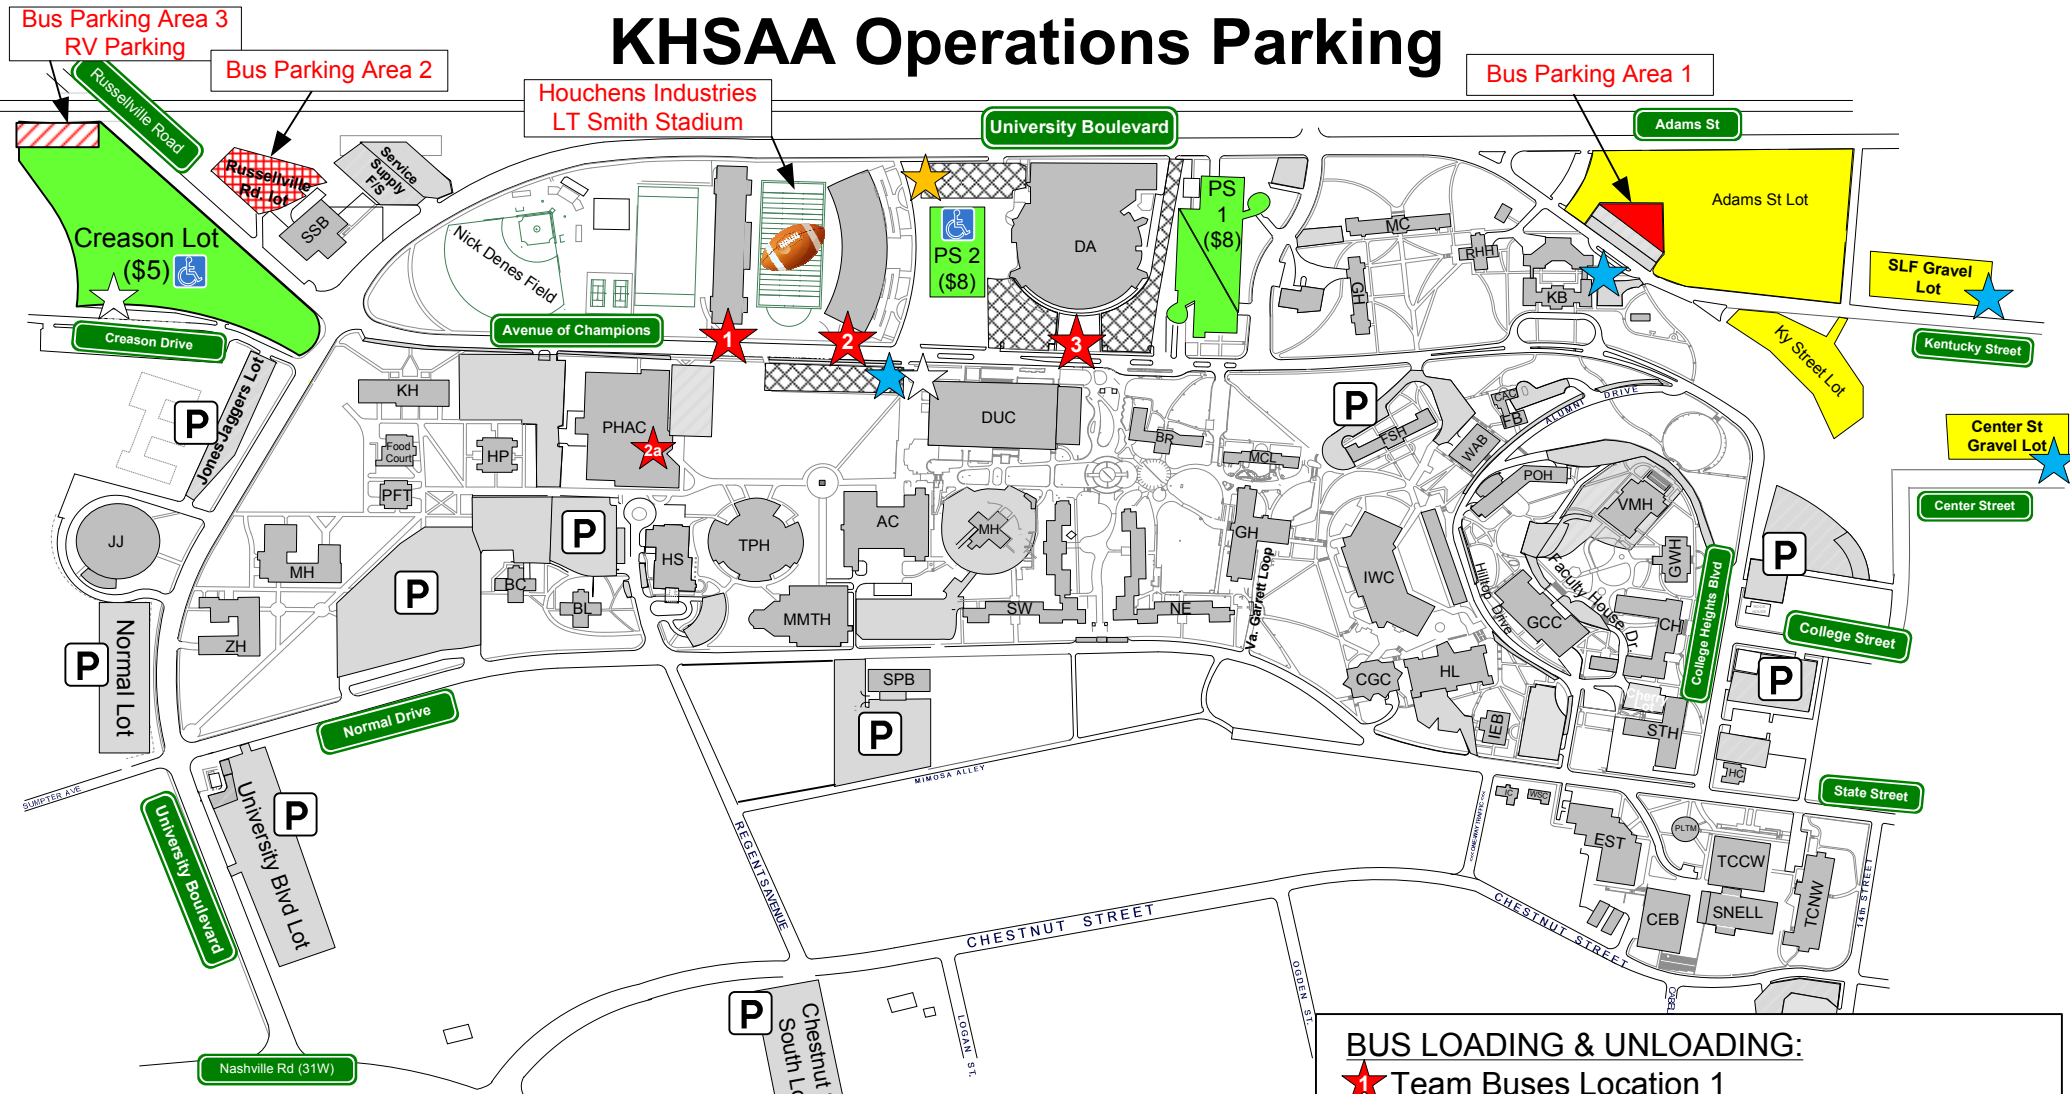 KHSAA Operations Parking
Bus Parking Area 3
RV Parking
Bus Parking Area 2
Houchens Industries
LT Smith Stadium
Bus Parking Area 1
Russellville Road
University Boulevard
Adams St
Service
Supply
F/S
Russellville
Rd. lot
SSB
Nick Denes Field
PS 2
($8)
DA
PS
1
($8)
MC
RHH
GH
KB
Adams St Lot
SLF Gravel
Lot
Creason Lot
($5)
Creason Drive
Avenue of Champions
1
2
3
Kentucky Street
Ky Street Lot
Jones Jaggers Lot
P
KH
PHAC
2a
DUC
BR
MCL
P
FSH
WAB
CAC
FB
ALUMNI DRIVE
Center St
Gravel Lot
Food
Court
HP
PFT
POH
VMH
Center Street
JJ
MH
P
P
BC
BL
HS
TPH
AC
MH
GH
IWC
GWH
P
Hilltop Drive
Faculty House Dr.
College Heights Blvd
Va. Garrett Loop
GCC
CH
College Street
Normal Lot
P
ZH
MMTH
SW
NE
SPB
P
CGC
HL
IEB
STH
P
HC
Normal Drive
MIMOSA ALLEY
SUMPTER AVE
University Blvd Lot
P
University Boulevard
REGENTS AVENUE
<<< ONE-WAY TRAFFIC <<<
IC
WSC
State Street
EST
PLTM
TCCW
TCNW
CEB
SNELL
14th STREET
CHESTNUT STREET
CHESTNUT STREET
LOGAN ST.
OGDEN ST.
P
Chestnut
South
Nashville Rd (31W)
BUS LOADING & UNLOADING:
1 Team Buses Location 1